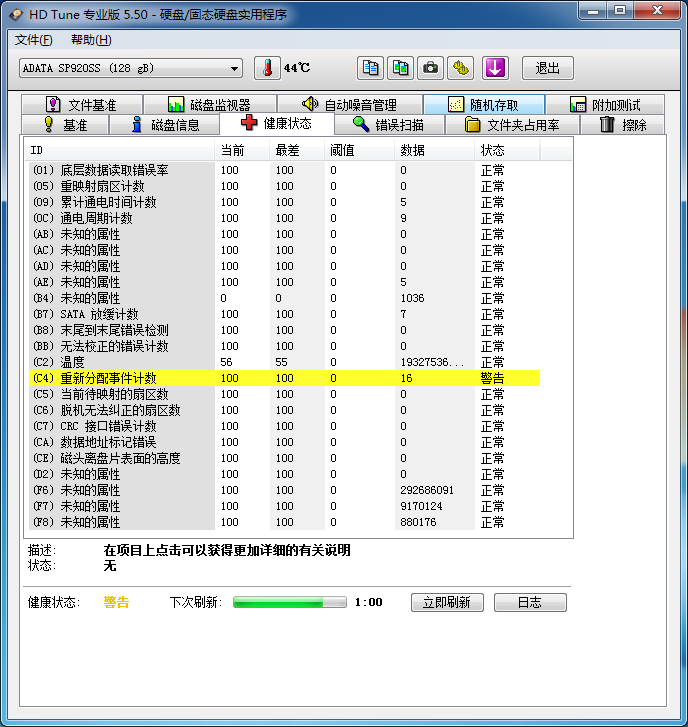 HD Tune 专业版 5.50 - 硬盘/固态硬盘实用程序
文件(F) 帮助(H)
ADATA SP920SS (128 gB) 44℃ 退出
文件基准 磁盘监视器 自动噪音管理 随机存取 附加测试
基准 磁盘信息 健康状态 错误扫描 文件夹占用率 擦除
ID 当前 最差 阈值 数据 状态
(01) 底层数据读取错误率 100 100 0 0 正常
(05) 重映射扇区计数 100 100 0 0 正常
(09) 累计通电时间计数 100 100 0 5 正常
(0C) 通电周期计数 100 100 0 9 正常
(AB) 未知的属性 100 100 0 0 正常
(AC) 未知的属性 100 100 0 0 正常
(AD) 未知的属性 100 100 0 0 正常
(AE) 未知的属性 100 100 0 5 正常
(B4) 未知的属性 0 0 0 1036 正常
(B7) SATA 放缓计数 100 100 0 7 正常
(B8) 末尾到末尾错误检测 100 100 0 0 正常
(BB) 无法校正的错误计数 100 100 0 0 正常
(C2) 温度 56 55 0 19327536... 正常
(C4) 重新分配事件计数 100 100 0 16 警告
(C5) 当前待映射的扇区数 100 100 0 0 正常
(C6) 脱机无法纠正的扇区数 100 100 0 0 正常
(C7) CRC 接口错误计数 100 100 0 0 正常
(CA) 数据地址标记错误 100 100 0 0 正常
(CE) 磁头离盘片表面的高度 100 100 0 0 正常
(D2) 未知的属性 100 100 0 0 正常
(F6) 未知的属性 100 100 0 292686091 正常
(F7) 未知的属性 100 100 0 9170124 正常
(F8) 未知的属性 100 100 0 880176 正常
描述: 在项目上点击可以获得更加详细的有关说明
状态: 无
健康状态: 警告 下次刷新: 1:00 立即刷新 日志